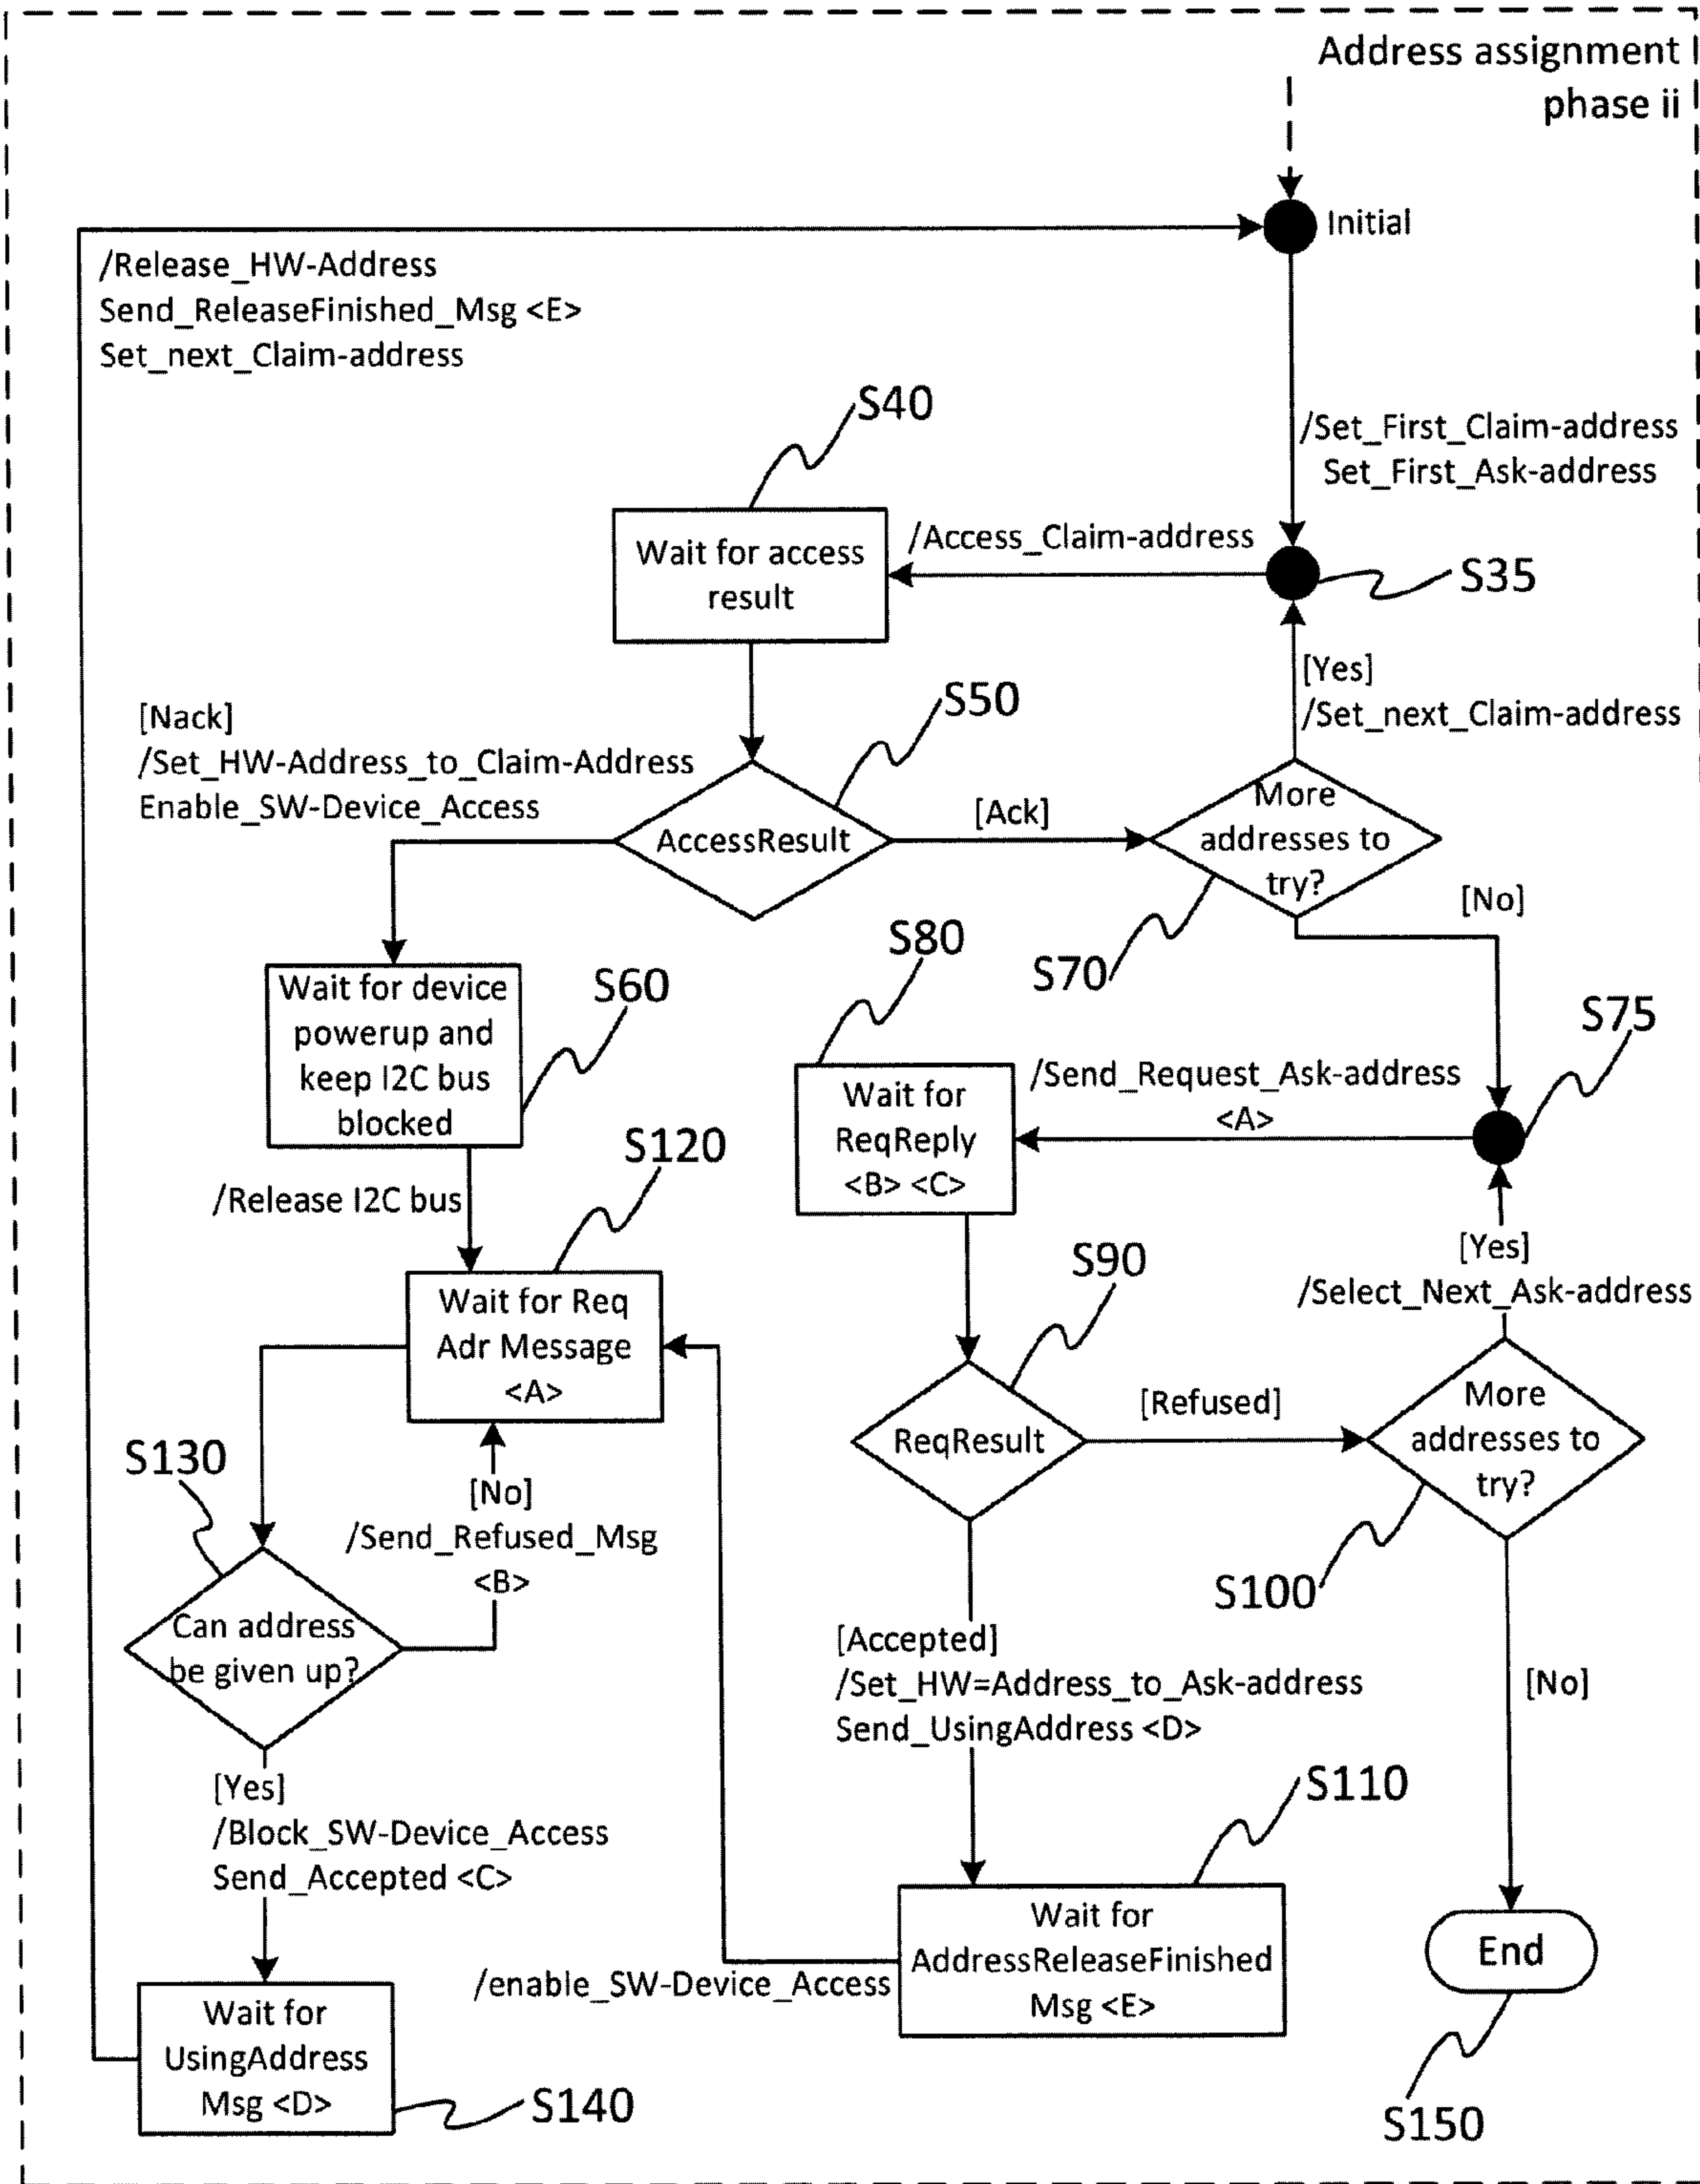 Address assignment
phase ii
Initial
/Release_HW-Address
Send_ReleaseFinished_Msg <E>
Set_next_Claim-address
S40
/Set_First_Claim-address
Set_First_Ask-address
Wait for access
result
/Access_Claim-address
S35
[Yes]
/Set_next_Claim-address
[Nack]
/Set_HW-Address_to_Claim-Address
Enable_SW-Device_Access
S50
AccessResult
[Ack]
More
addresses to
try?
[No]
S70
S80
S75
Wait for device
powerup and
keep I2C bus
blocked
S60
Wait for
ReqReply
<B> <C>
/Send_Request_Ask-address
<A>
/Release I2C bus
S120
[Yes]
/Select_Next_Ask-address
Wait for Req
Adr Message
<A>
S90
ReqResult
[Refused]
More
addresses to
try?
S100
S130
[No]
/Send_Refused_Msg
<B>
Can address
be given up?
[Accepted]
/Set_HW=Address_to_Ask-address
Send_UsingAddress <D>
[No]
[Yes]
/Block_SW-Device_Access
Send_Accepted <C>
S110
Wait for
AddressReleaseFinished
Msg <E>
/enable_SW-Device_Access
End
Wait for
UsingAddress
Msg <D>
S140
S150